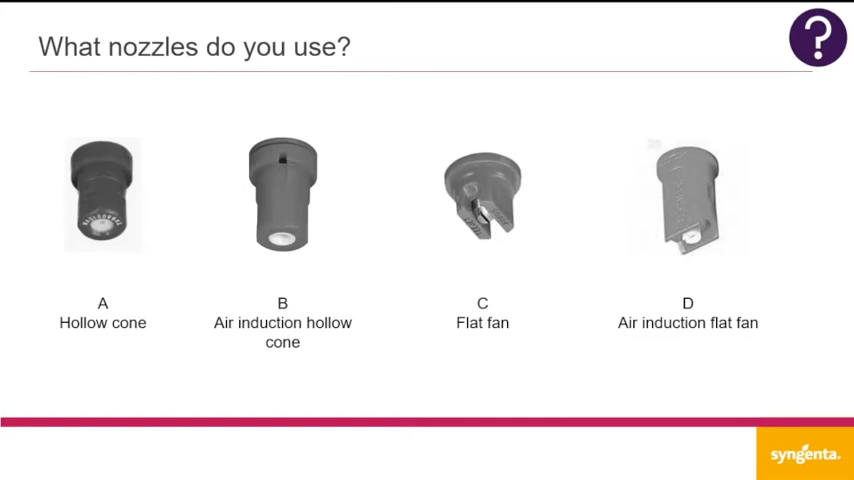 What nozzles do you use?
?
A
Hollow cone
B
Air induction hollow
cone
C
Flat fan
D
Air induction flat fan
syngenta.